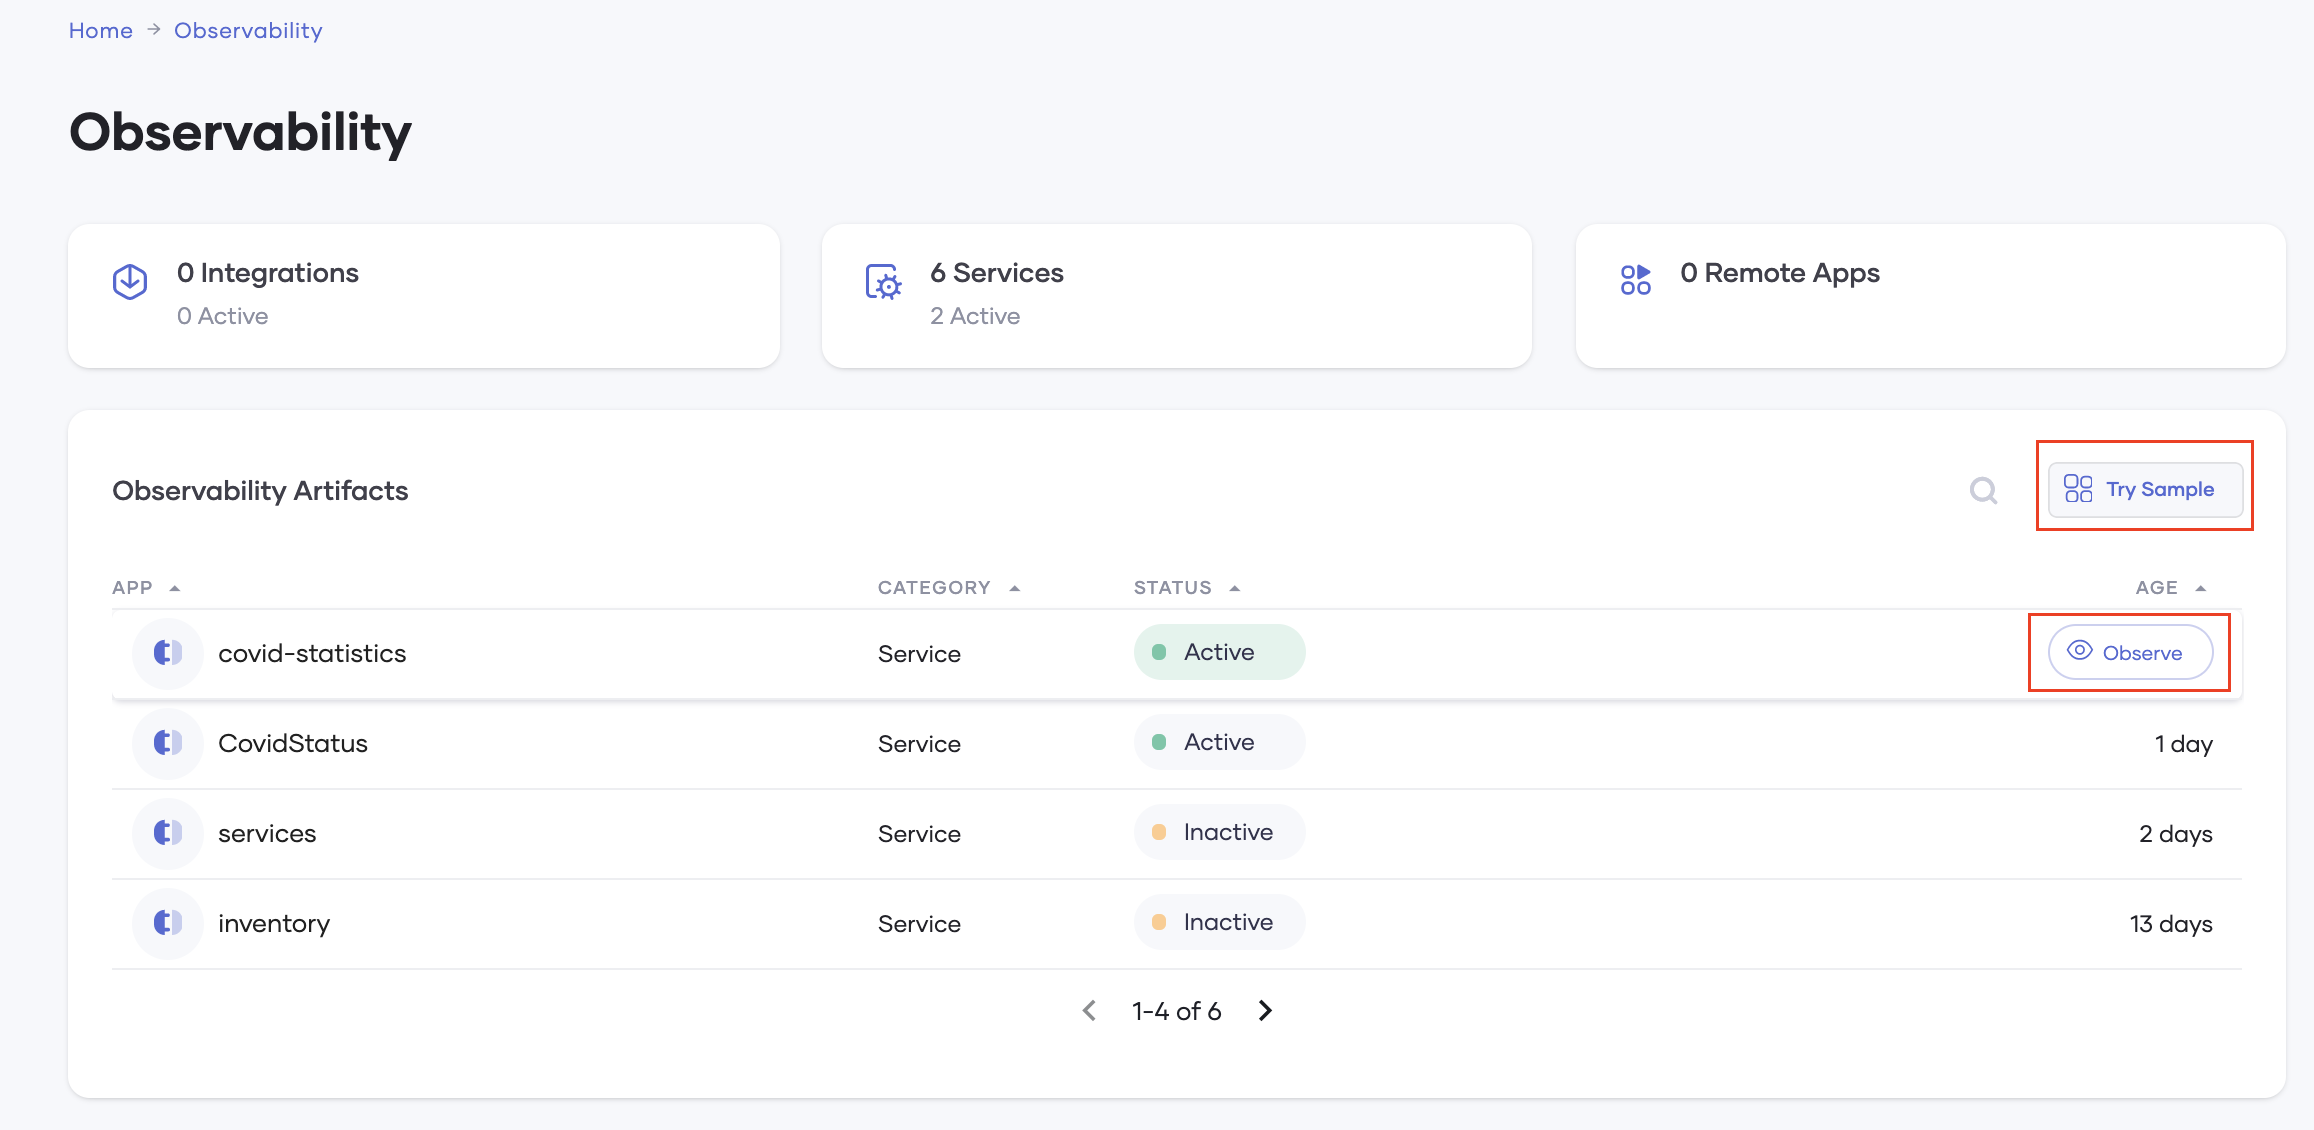 Home → Observability
Observability
0 Integrations
0 Active
6 Services
2 Active
0 Remote Apps
Observability Artifacts
Try Sample
APP CATEGORY STATUS AGE
covid-statistics Service Active Observe
CovidStatus Service Active 1 day
services Service Inactive 2 days
inventory Service Inactive 13 days
1-4 of 6